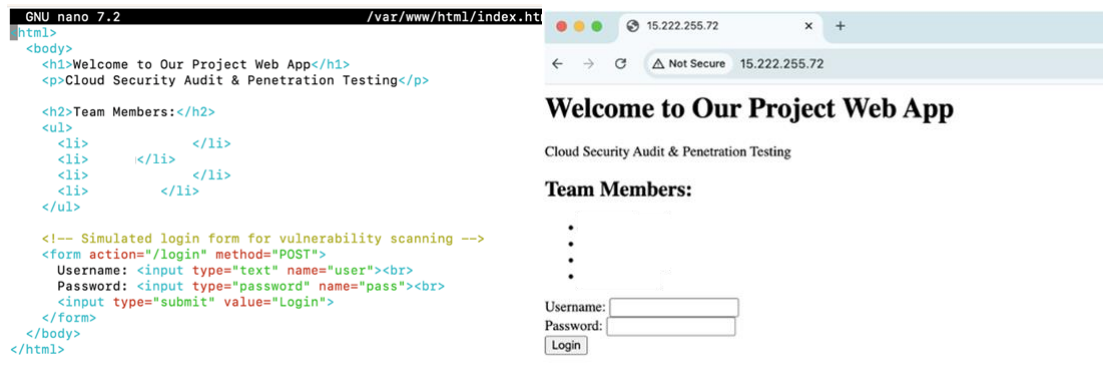 GNU nano 7.2 /var/www/html/index.ht
html>
<body>
<h1>Welcome to Our Project Web App</h1>
<p>Cloud Security Audit & Penetration Testing</p>
<h2>Team Members:</h2>
<ul>
<li> </li>
<li> </li>
<li> </li>
<li> </li>
</ul>
<!-- Simulated login form for vulnerability scanning -->
<form action="/login" method="POST">
Username: <input type="text" name="user"><br>
Password: <input type="password" name="pass"><br>
<input type="submit" value="Login">
</form>
</body>
</html>
15.222.255.72
Not Secure 15.222.255.72
Welcome to Our Project Web App
Cloud Security Audit & Penetration Testing
Team Members:
Username:
Password:
Login